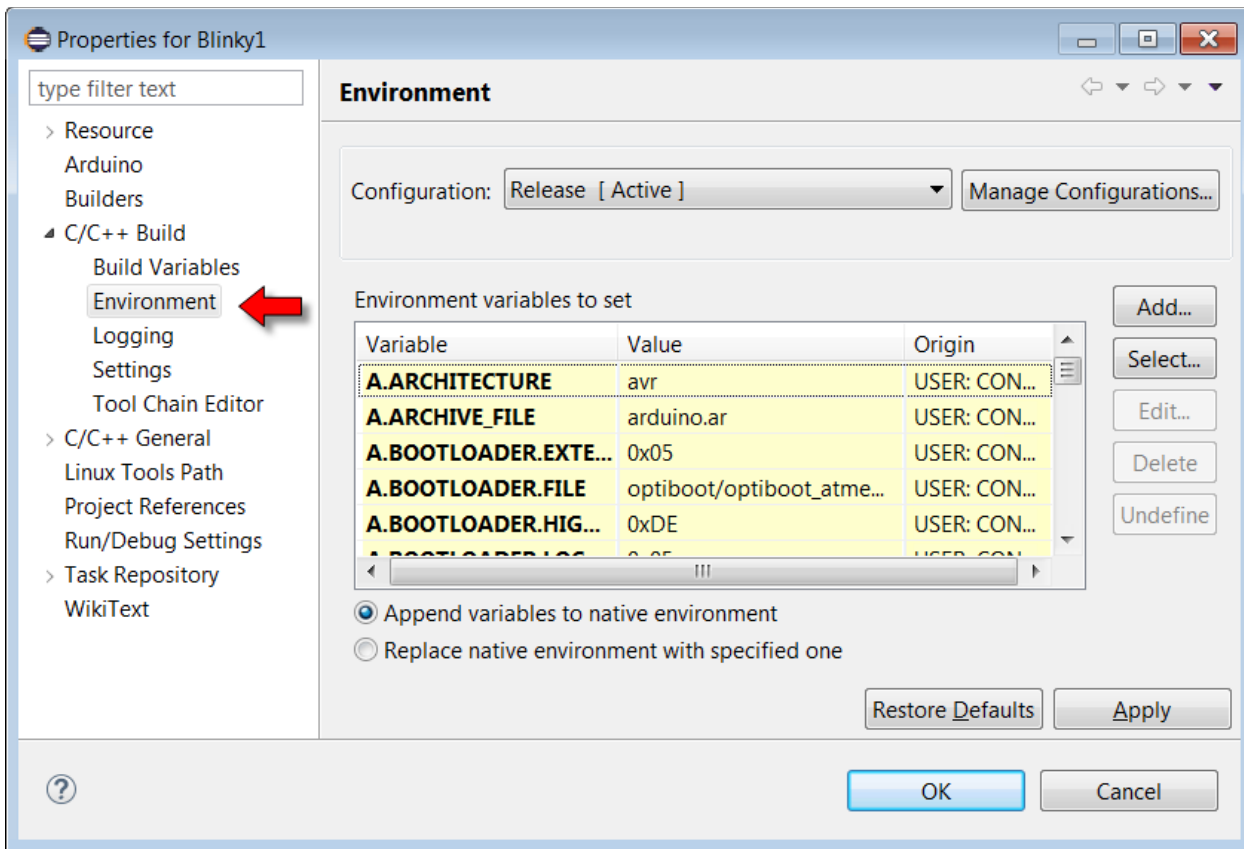 Properties for Blinky1
type filter text
Resource
Arduino
Builders
C/C++ Build
Build Variables
Environment
Logging
Settings
Tool Chain Editor
C/C++ General
Linux Tools Path
Project References
Run/Debug Settings
Task Repository
WikiText
Environment
Configuration: Release [ Active ] Manage Configurations...
Environment variables to set
Variable Value Origin
A.ARCHITECTURE avr USER: CON...
A.ARCHIVE_FILE arduino.ar USER: CON...
A.BOOTLOADER.EXTE... 0x05 USER: CON...
A.BOOTLOADER.FILE optiboot/optiboot_atme... USER: CON...
A.BOOTLOADER.HIG... 0xDE USER: CON...
Add...
Select...
Edit...
Delete
Undefine
Append variables to native environment
Replace native environment with specified one
Restore Defaults Apply
OK Cancel